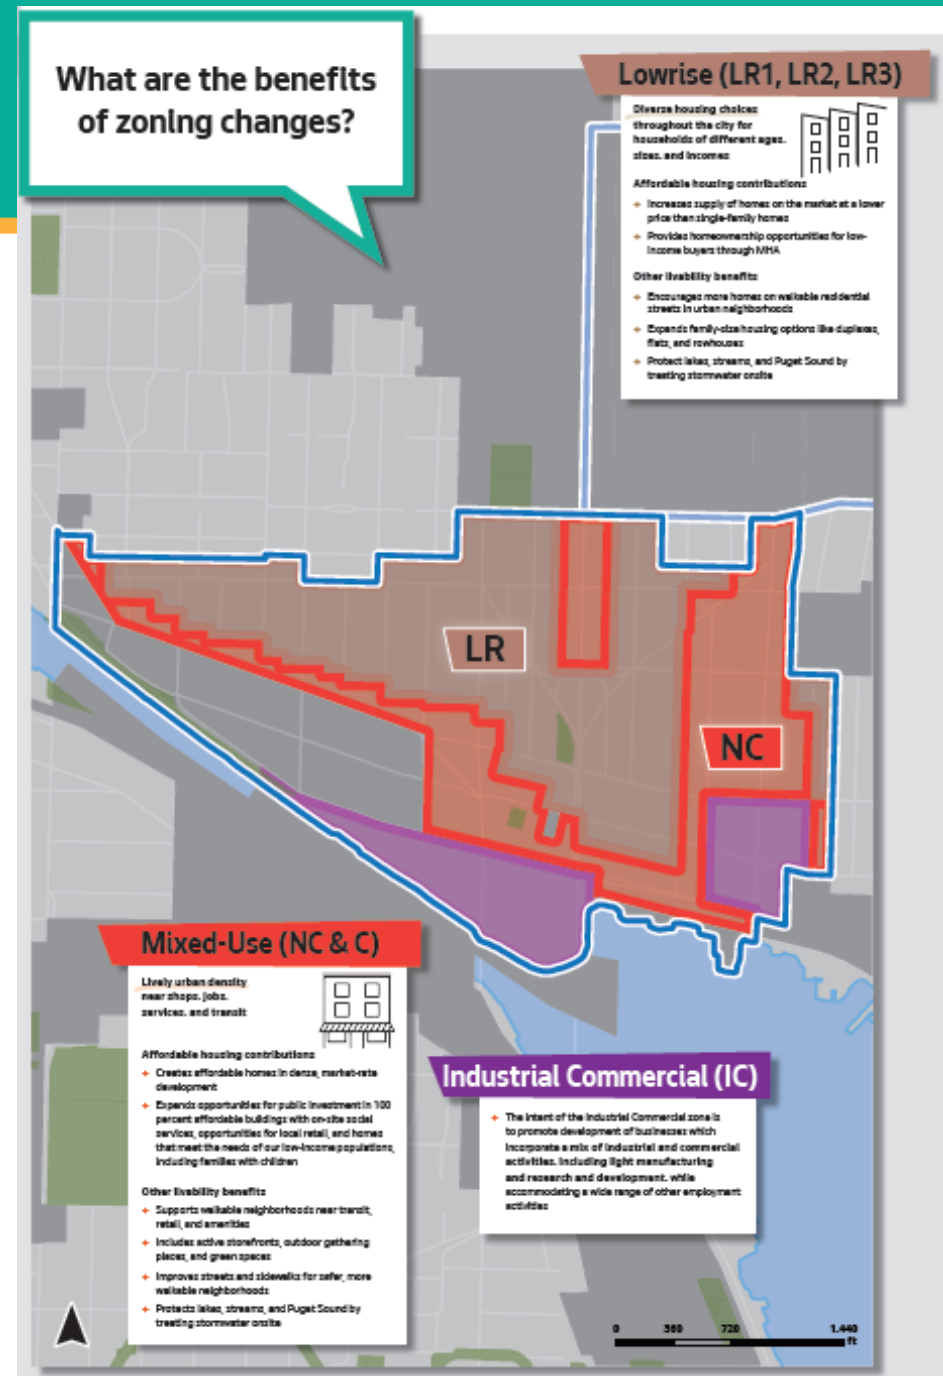 What are the benefits
of zoning changes?
Lowrise (LR1, LR2, LR3)
Diverse housing choices
throughout the city for
households of different ages,
sizes, and incomes
Affordable housing contributions
+ Increases supply of homes on the market at a lower
price than single-family homes
+ Provides homeownership opportunities for low-
income buyers through MHA
Other livability benefits
+ Encourages more homes on walkable residential
streets in urban neighborhoods
+ Expands family-size housing options like duplexes,
flats, and rowhouses
+ Protect lakes, streams, and Puget Sound by
treating stormwater onsite
LR
NC
Mixed-Use (NC & C)
Lively urban density
near shops, jobs,
services, and transit
Affordable housing contributions
+ Creates affordable homes in dense, market-rate
development
+ Expands opportunities for public investment in 100
percent affordable buildings with on-site social
services, opportunities for local retail, and homes
that meet the needs of our low-income populations,
including families with children
Other livability benefits
+ Supports walkable neighborhoods near transit,
retail, and amenities
+ Includes active storefronts, outdoor gathering
places, and green spaces
+ Improves streets and sidewalks for safer, more
walkable neighborhoods
+ Protects lakes, streams, and Puget Sound by
treating stormwater onsite
Industrial Commercial (IC)
+ The intent of the Industrial Commercial zone is
to promote development of businesses which
incorporate a mix of industrial and commercial
activities, including light manufacturing
and research and development, while
accommodating a wide range of other employment
activities
0 360 720 1,440
ft